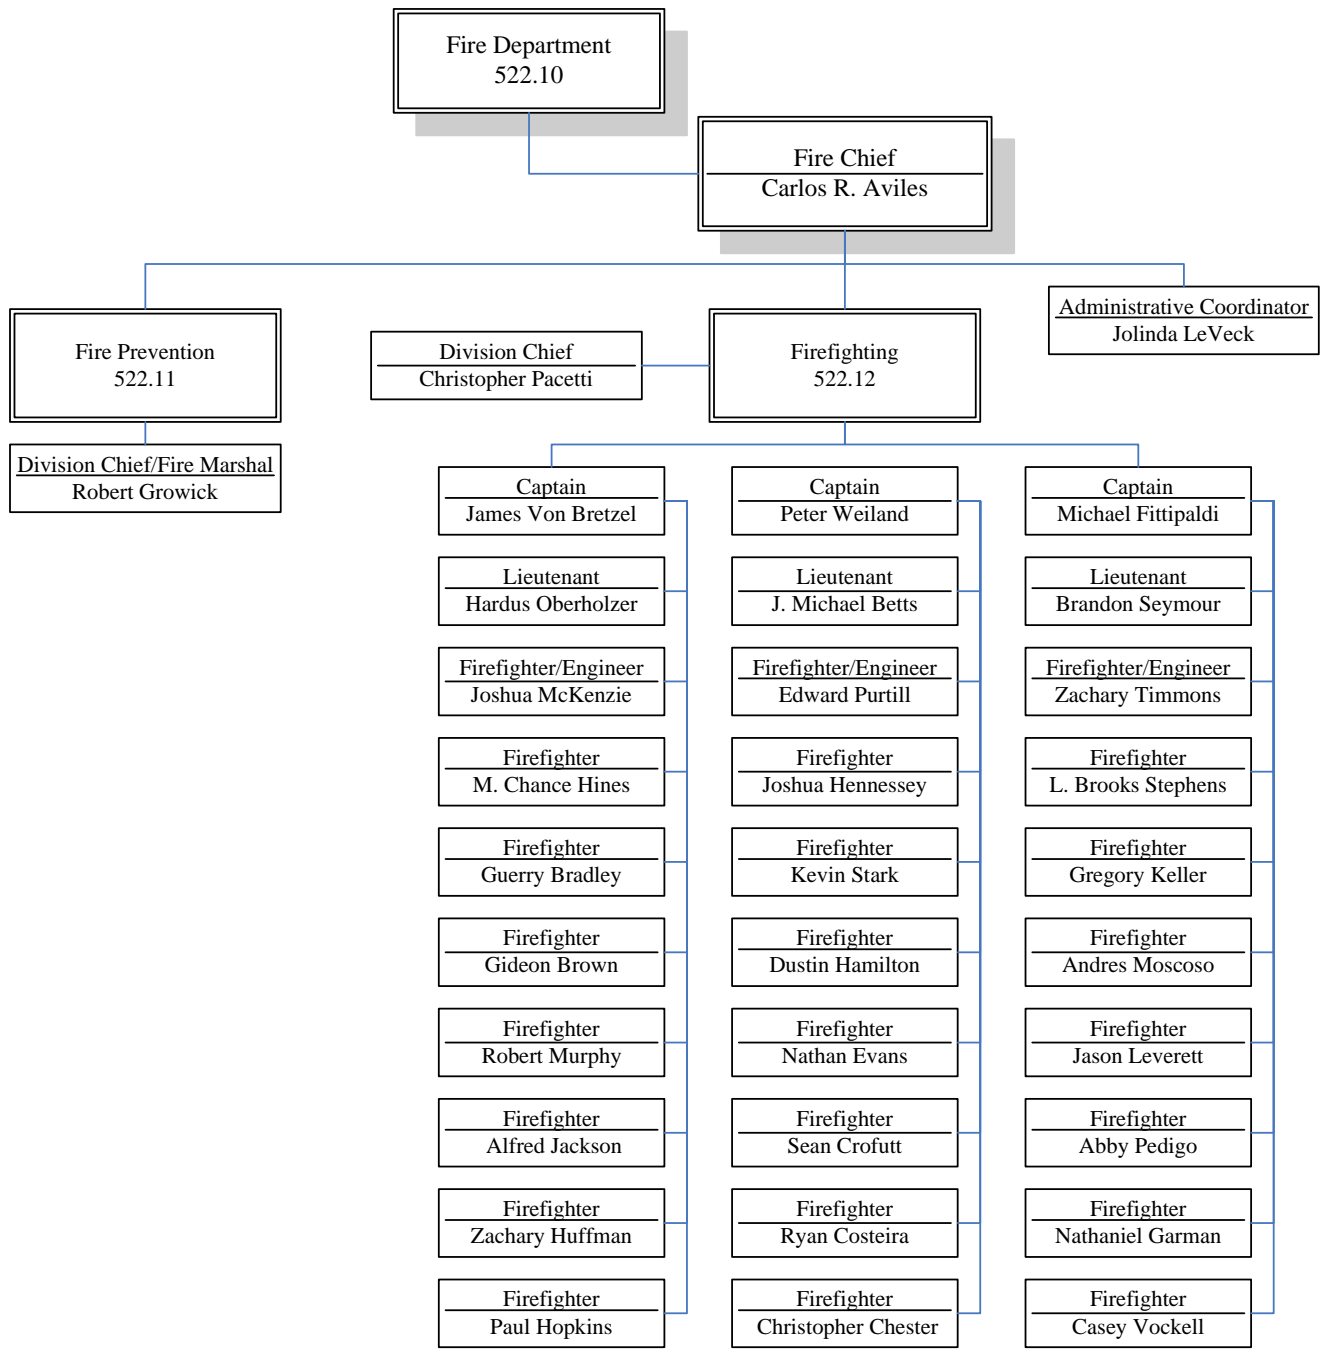 Fire Department
522.10
Fire Chief
Carlos R. Aviles
Fire Prevention
522.11
Division Chief/Fire Marshal
Robert Growick
Division Chief
Christopher Pacetti
Firefighting
522.12
Administrative Coordinator
Jolinda LeVeck
Captain
James Von Bretzel
Lieutenant
Hardus Oberholzer
Firefighter/Engineer
Joshua McKenzie
Firefighter
M. Chance Hines
Firefighter
Guerry Bradley
Firefighter
Gideon Brown
Firefighter
Robert Murphy
Firefighter
Alfred Jackson
Firefighter
Zachary Huffman
Firefighter
Paul Hopkins
Captain
Peter Weiland
Lieutenant
J. Michael Betts
Firefighter/Engineer
Edward Purtill
Firefighter
Joshua Hennessey
Firefighter
Kevin Stark
Firefighter
Dustin Hamilton
Firefighter
Nathan Evans
Firefighter
Sean Crofutt
Firefighter
Ryan Costeira
Firefighter
Christopher Chester
Captain
Michael Fittipaldi
Lieutenant
Brandon Seymour
Firefighter/Engineer
Zachary Timmons
Firefighter
L. Brooks Stephens
Firefighter
Gregory Keller
Firefighter
Andres Moscoso
Firefighter
Jason Leverett
Firefighter
Abby Pedigo
Firefighter
Nathaniel Garman
Firefighter
Casey Vockell